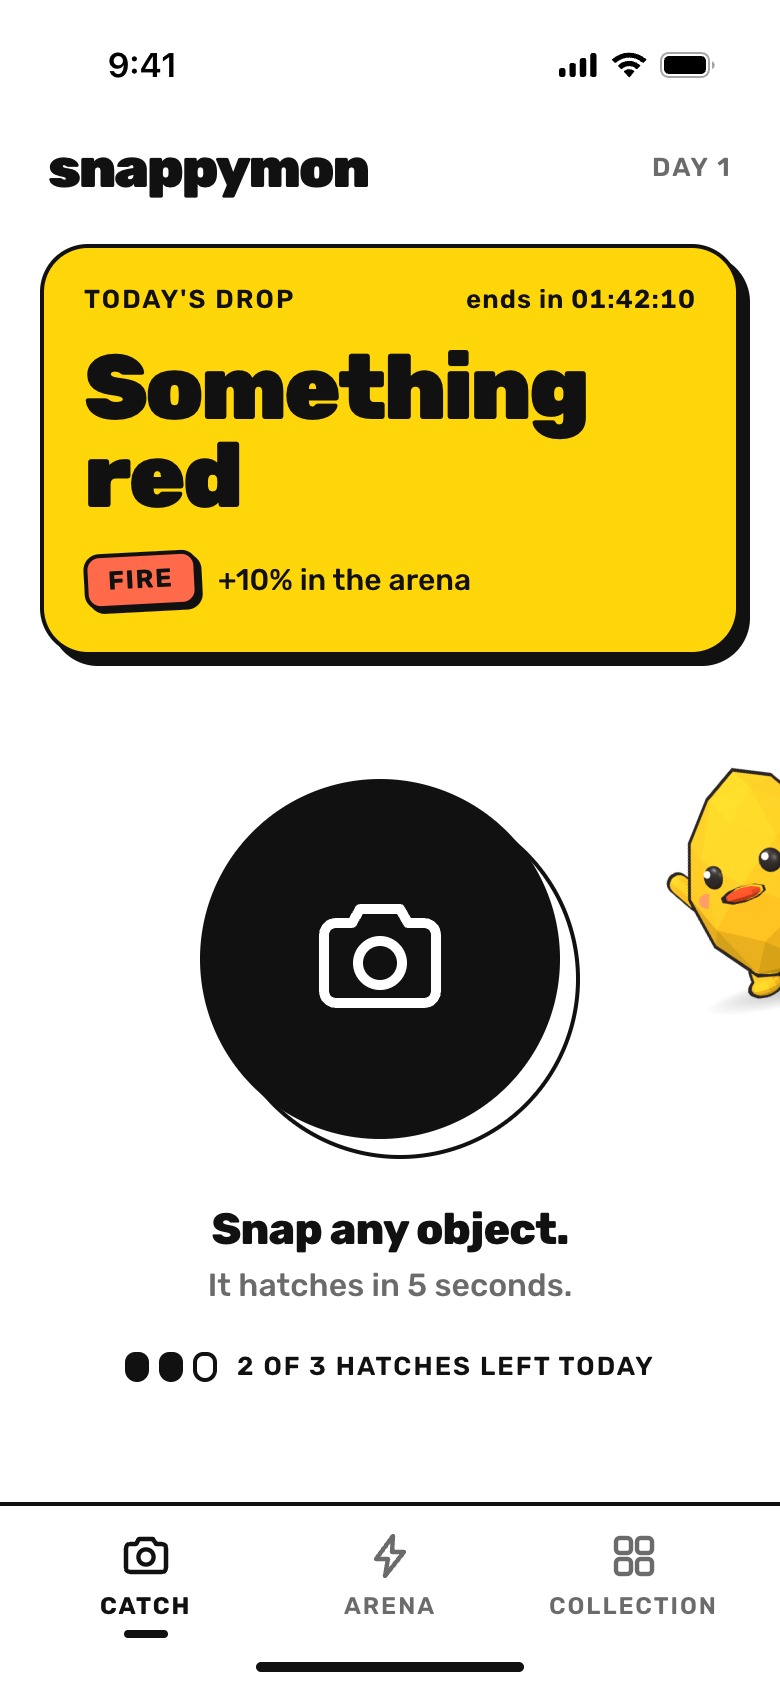 9:41
snappymon
DAY 1
TODAY'S DROP
ends in 01:42:10
Something
red
FIRE
+10% in the arena
Snap any object.
It hatches in 5 seconds.
2 OF 3 HATCHES LEFT TODAY
CATCH
ARENA
COLLECTION